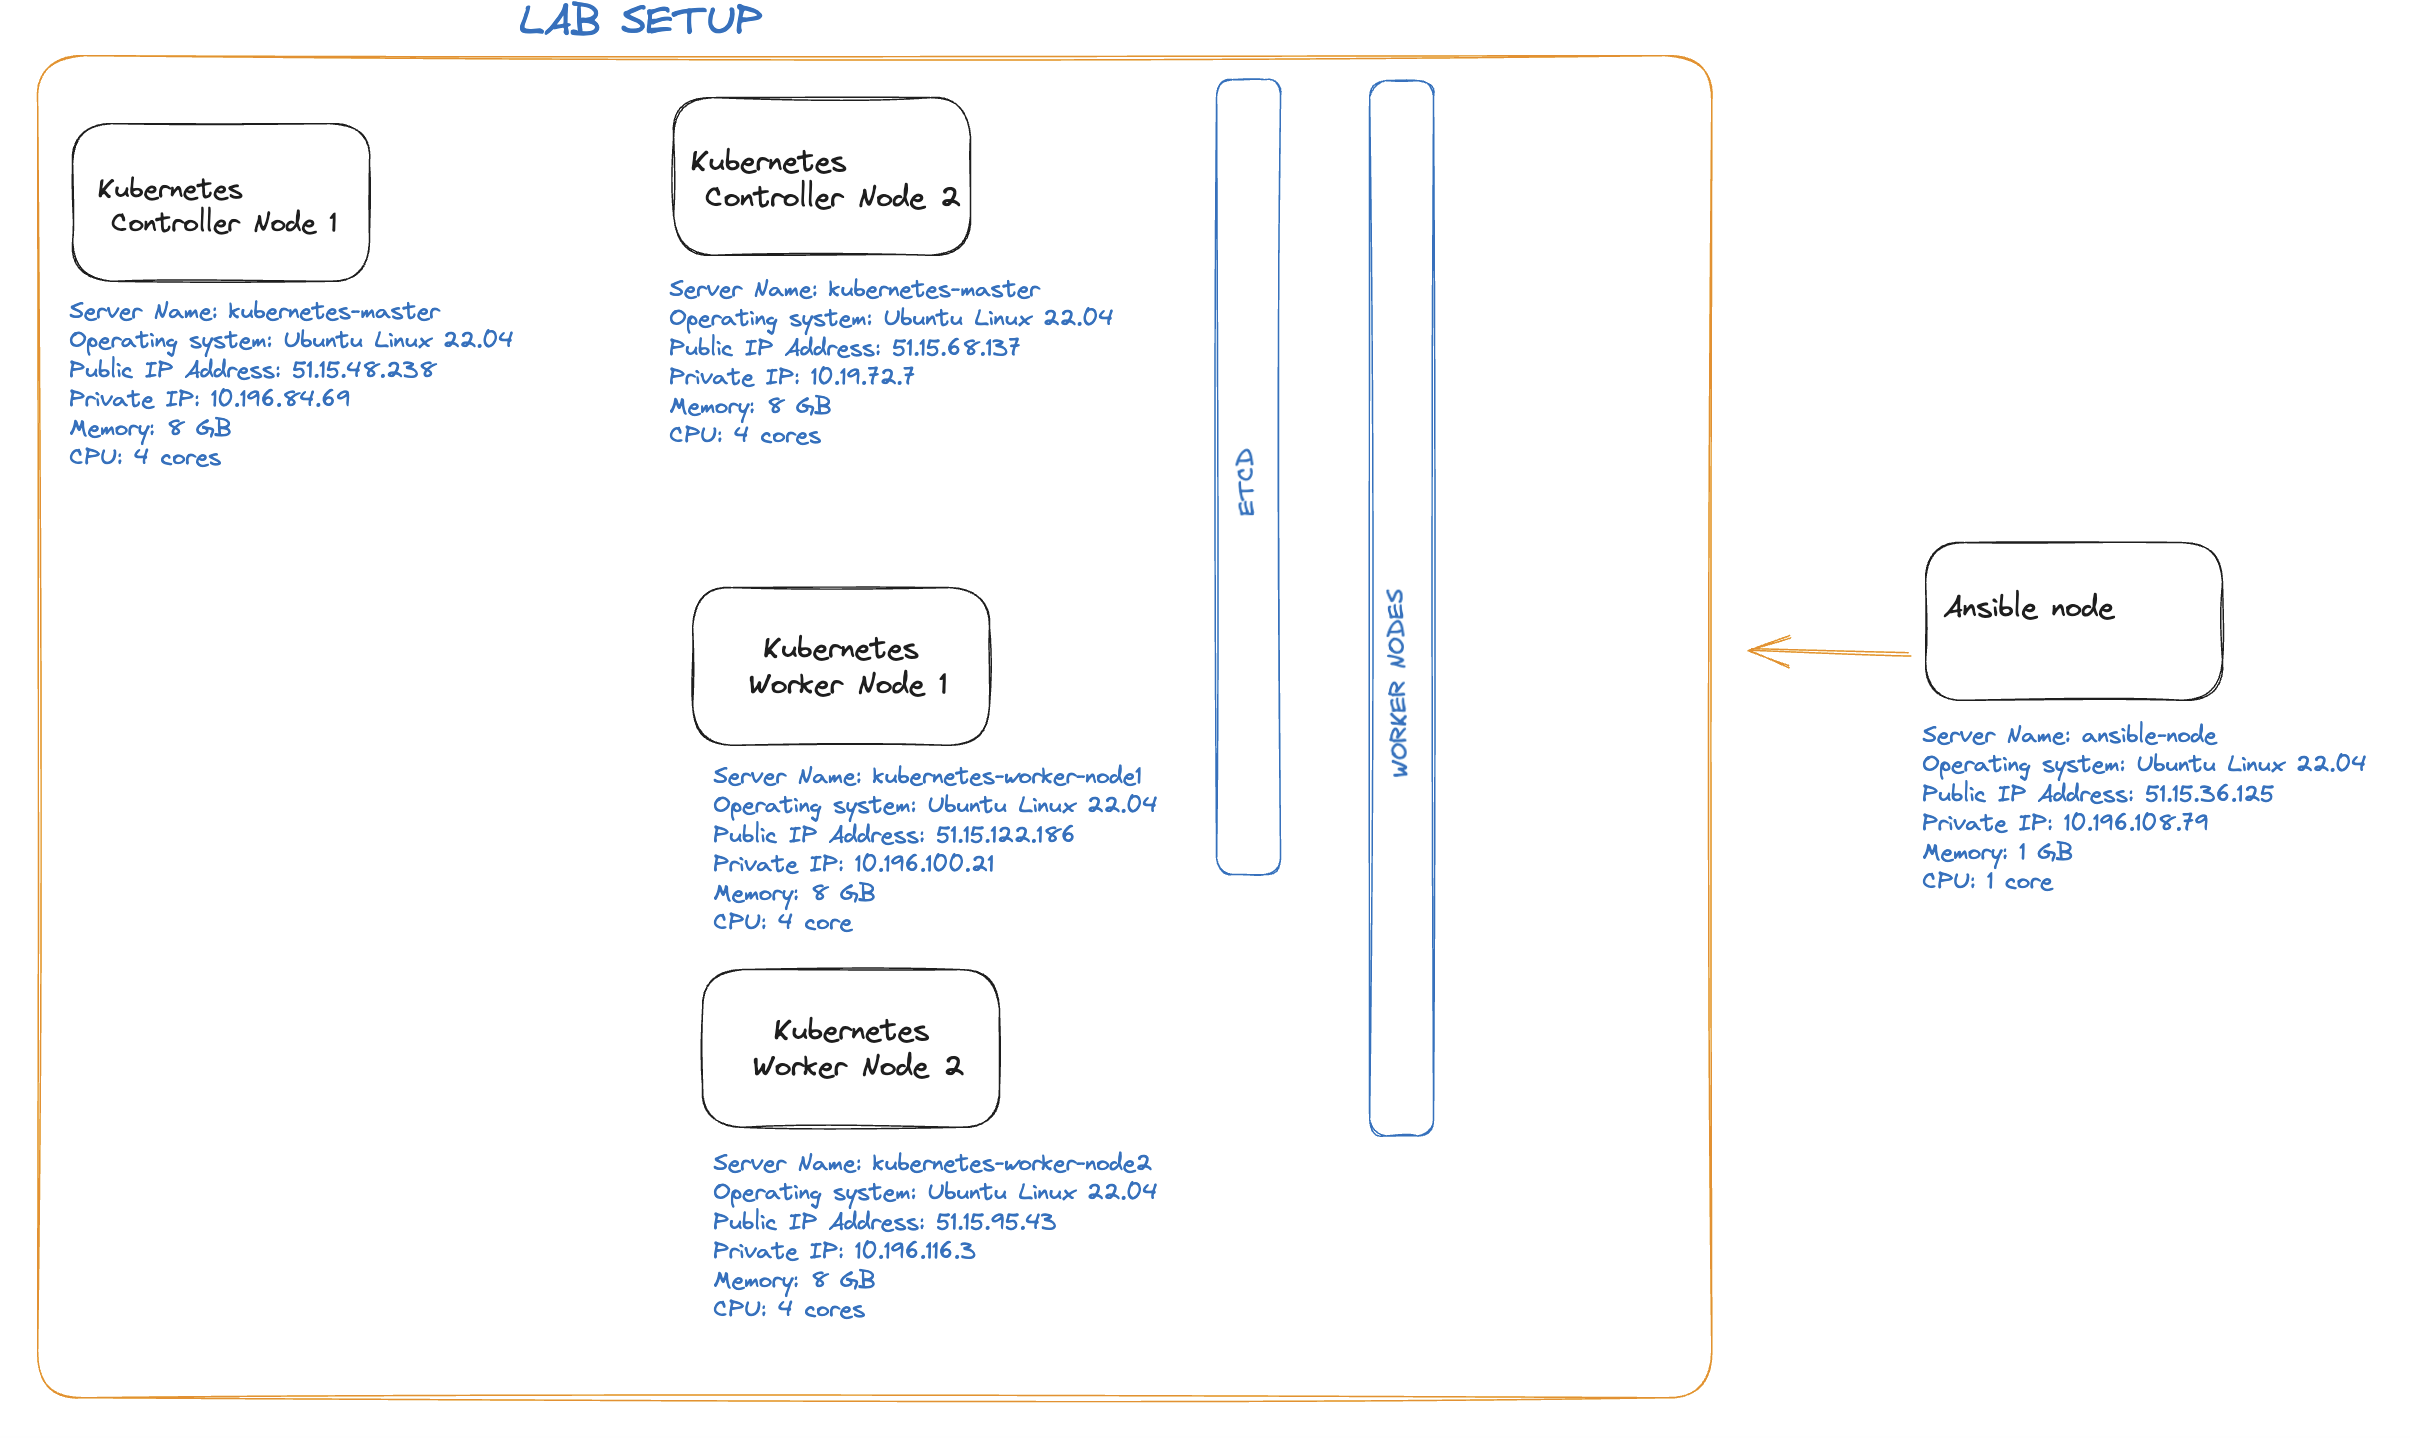 LAB SETUP
Kubernetes
Controller Node 1
Server Name: kubernetes-master
Operating system: Ubuntu Linux 22.04
Public IP Address: 51.15.48.238
Private IP: 10.196.84.69
Memory: 8 GB
CPU: 4 cores
Kubernetes
Controller Node 2
Server Name: kubernetes-master
Operating system: Ubuntu Linux 22.04
Public IP Address: 51.15.68.137
Private IP: 10.19.72.7
Memory: 8 GB
CPU: 4 cores
Kubernetes
Worker Node 1
Server Name: kubernetes-worker-node1
Operating system: Ubuntu Linux 22.04
Public IP Address: 51.15.122.186
Private IP: 10.196.100.21
Memory: 8 GB
CPU: 4 core
Kubernetes
Worker Node 2
Server Name: kubernetes-worker-node2
Operating system: Ubuntu Linux 22.04
Public IP Address: 51.15.95.43
Private IP: 10.196.116.3
Memory: 8 GB
CPU: 4 cores
ETCD
WORKER NODES
Ansible node
Server Name: ansible-node
Operating system: Ubuntu Linux 22.04
Public IP Address: 51.15.36.125
Private IP: 10.196.108.79
Memory: 1 GB
CPU: 1 core